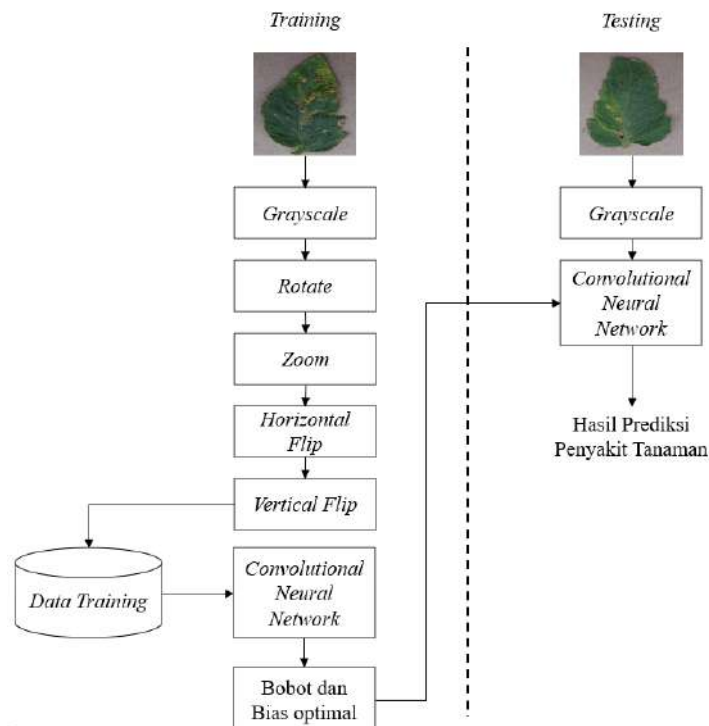 Training
Grayscale
Rotate
Zoom
Horizontal
Flip
Vertical Flip
Data Training
Convolutional
Neural
Network
Bobot dan
Bias optimal
Testing
Grayscale
Convolutional
Neural
Network
Hasil Prediksi
Penyakit Tanaman